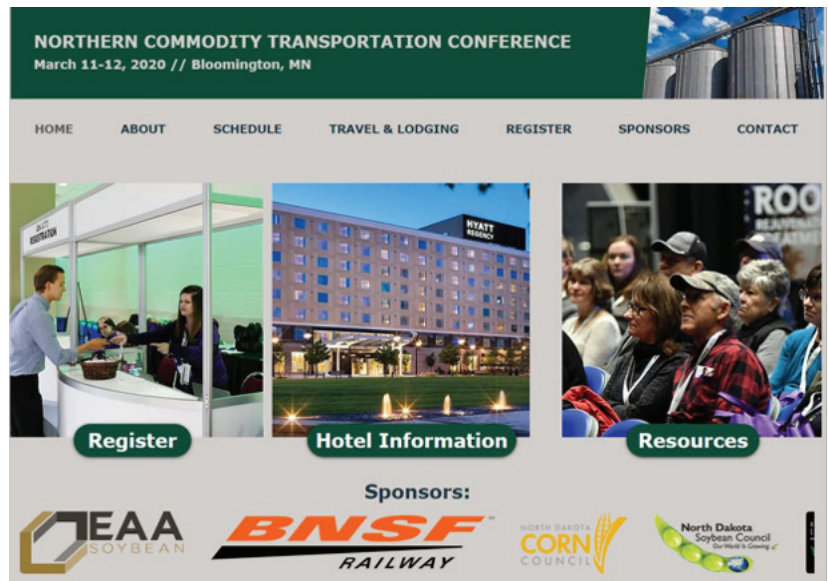 NORTHERN COMMODITY TRANSPORTATION CONFERENCE
March 11-12, 2020 // Bloomington, MN
HOME ABOUT SCHEDULE TRAVEL & LODGING REGISTER SPONSORS CONTACT
REGISTRATION
HYATT
REGENCY
ROO
Register
Hotel Information
Resources
Sponsors:
EAA
SOYBEAN
BNSF
RAILWAY
NORTH DAKOTA
CORN
COUNCIL
North Dakota
Soybean Council
Our World Is Growing